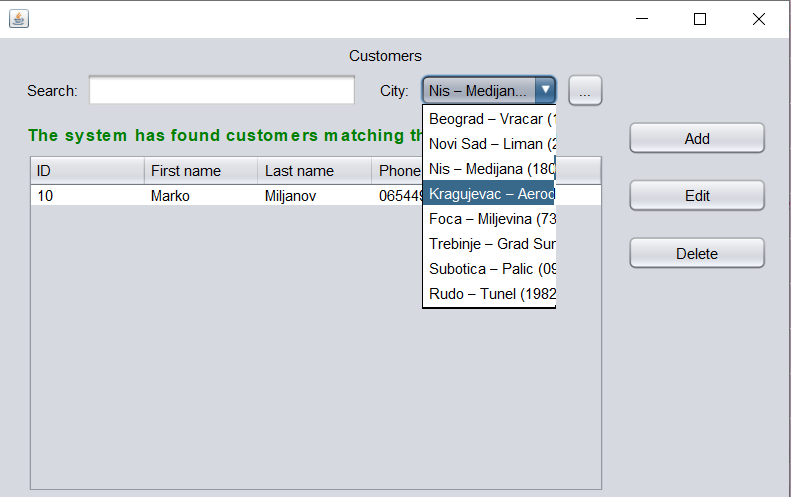 Customers
Search: City: Nis – Medijan... ...
Beograd – Vracar (
Novi Sad – Liman (2
Nis – Medijana (180
Kragujevac – Aerod
Foca – Miljevina (73
Trebinje – Grad Sur
Subotica – Palic (09
Rudo – Tunel (1982
The system has found customers matching th
ID First name Last name Phone
10 Marko Miljanov 065449
Add
Edit
Delete